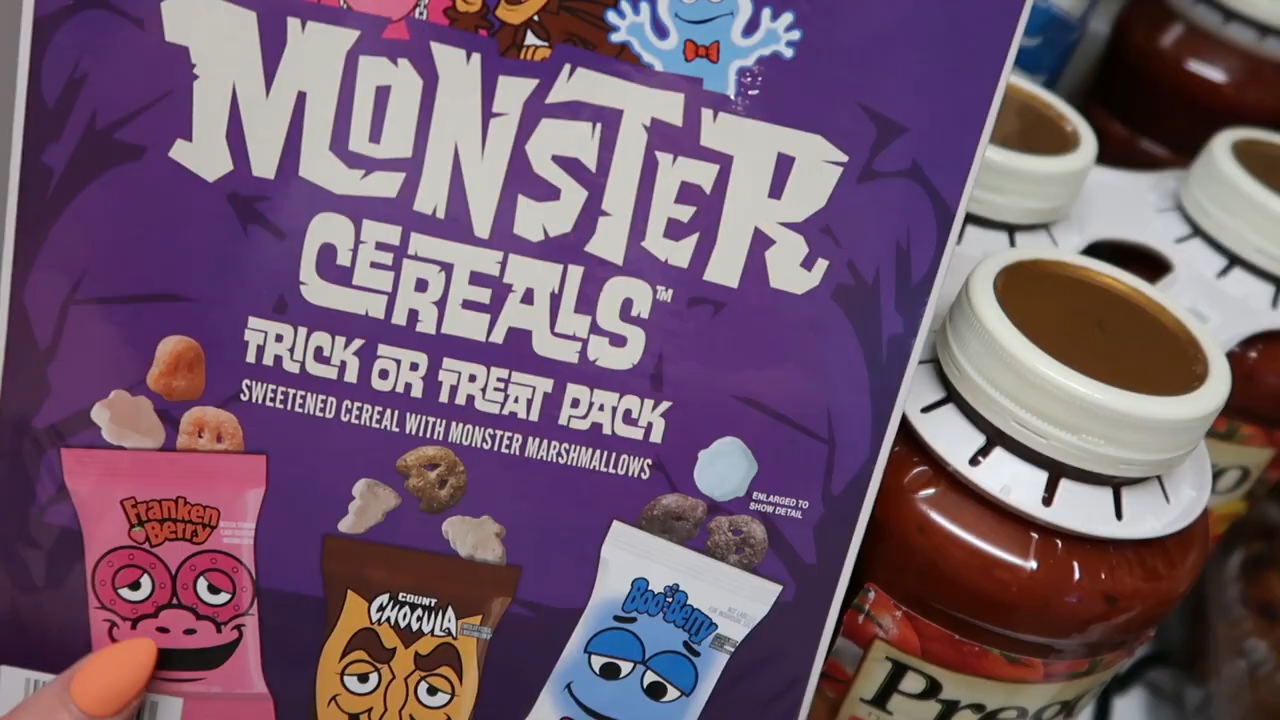 MONSTER
CEREALS™
TRICK OR TREAT PACK
SWEETENED CEREAL WITH MONSTER MARSHMALLOWS
ENLARGED TO
SHOW DETAIL
Franken
Berry
COUNT
CHOCULA
Boo Berry
Prego